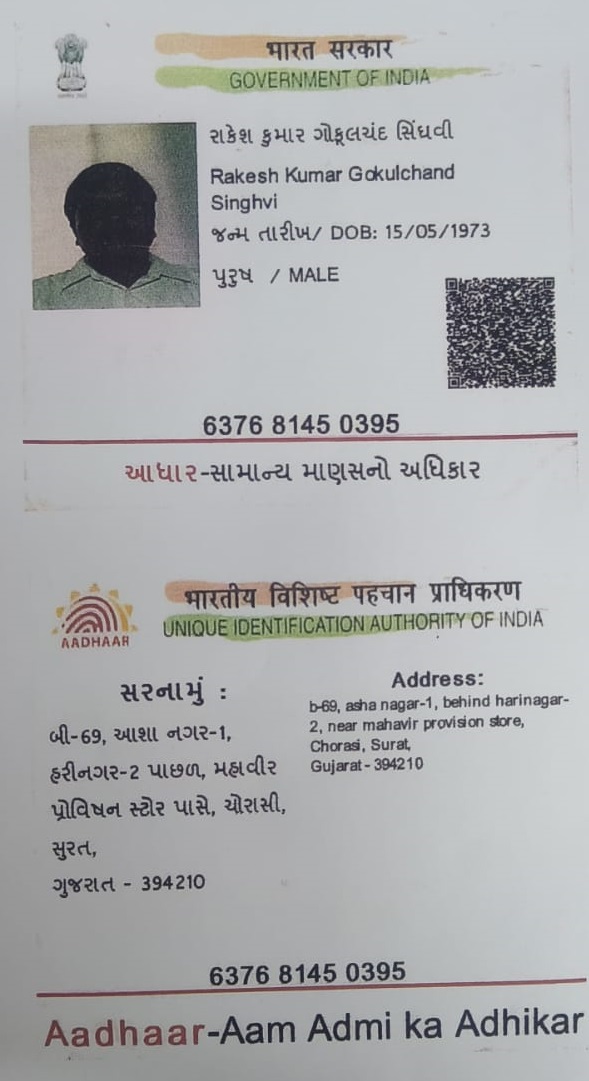 भारत सरकार
GOVERNMENT OF INDIA
રાકેશ કુમાર ગોકૂલચંદ સિંઘવી
Rakesh Kumar Gokulchand
Singhvi
જન્મ તારીખ/ DOB: 15/05/1973
પુરુષ / MALE
6376 8145 0395
આધાર-સામાન્ય માણસનો અધિકાર
भारतीय विशिष्ट पहचान प्राधिकरण
UNIQUE IDENTIFICATION AUTHORITY OF INDIA
AADHAAR
સરનામું :
બી-69, આશા નગર-1,
હરીનગર-2 પાછળ, મહાવીર
પ્રોવિષન સ્ટોર પાસે, ચોરાસી,
સુરત,
ગુજરાત - 394210
Address:
b-69, asha nagar-1, behind harinagar-
2, near mahavir provision store,
Chorasi, Surat,
Gujarat - 394210
6376 8145 0395
Aadhaar-Aam Admi ka Adhikar